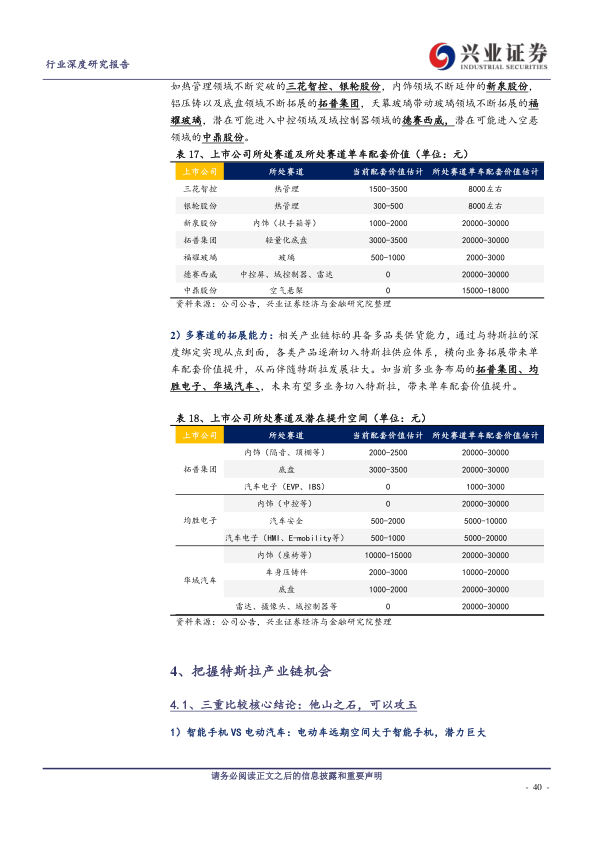 行业深度研究报告
兴业证券
INDUSTRIAL SECURITIES
如热管理领域不断突破的三花智控、银轮股份，内饰领域不断延伸的新泉股份，
铝压铸以及底盘领域不断拓展的拓普集团，天幕玻璃带动玻璃领域不断拓展的福
耀玻璃，潜在可能进入中控领域及域控制器领域的德赛西威，潜在可能进入空悬
领域的中鼎股份。
表 17、上市公司所处赛道及所处赛道单车配套价值（单位：元）
上市公司 所处赛道 当前配套价值估计 所处赛道单车配套价值估计
三花智控 热管理 1500-3500 8000左右
银轮股份 热管理 300-500 8000左右
新泉股份 内饰（扶手箱等） 1000-2000 20000-30000
拓普集团 轻量化底盘 3000-3500 20000-30000
福耀玻璃 玻璃 500-1000 2000-3000
德赛西威 中控屏、域控制器、雷达 0 20000-30000
中鼎股份 空气悬架 0 15000-18000
资料来源：公司公告，兴业证券经济与金融研究院整理
2）多赛道的拓展能力：相关产业链标的具备多品类供货能力，通过与特斯拉的深
度绑定实现从点到面，各类产品逐渐切入特斯拉供应体系，横向业务拓展带来单
车配套价值提升，从而伴随特斯拉发展壮大。如当前多业务布局的拓普集团、均
胜电子、华域汽车、，未来有望多业务切入特斯拉，带来单车配套价值提升。
表 18、上市公司所处赛道及潜在提升空间（单位：元）
上市公司 所处赛道 当前配套价值估计 所处赛道单车配套价值估计
内饰（隔音、顶棚等） 2000-2500 20000-30000
拓普集团 底盘 3000-3500 20000-30000
汽车电子（EVP、IBS） 0 1000-3000
内饰（中控等） 0 20000-30000
均胜电子 汽车安全 500-2000 5000-10000
汽车电子（HMI、E-mobility等） 500-1000 5000-20000
内饰（座椅等） 10000-15000 20000-30000
华域汽车 车身压铸件 2000-3000 10000-20000
底盘 1000-2000 20000-30000
雷达、摄像头、域控制器等 0 20000-30000
资料来源：公司公告，兴业证券经济与金融研究院整理
4、把握特斯拉产业链机会
4.1、三重比较核心结论：他山之石，可以攻玉
1）智能手机 VS 电动汽车：电动车远期空间大于智能手机，潜力巨大
请务必阅读正文之后的信息披露和重要声明
- 40 -